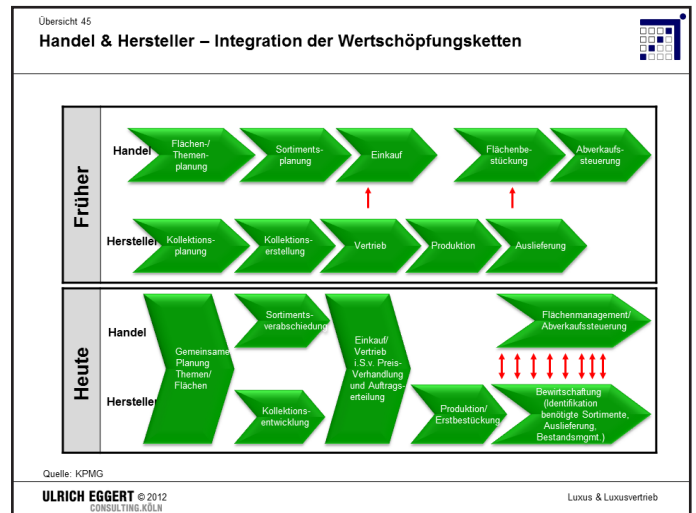 Übersicht 45
Handel & Hersteller – Integration der Wertschöpfungsketten
Früher
Handel
Flächen-/
Themen-
planung
Sortiments-
planung
Einkauf
Flächenbe-
stückung
Abverkaufs-
steuerung
Hersteller
Kollektions-
planung
Kollektions-
erstellung
Vertrieb
Produktion
Auslieferung
Heute
Handel
Hersteller
Gemeinsame
Planung
Themen/
Flächen
Sortiments-
verabschiedung
Kollektions-
entwicklung
Einkauf/
Vertrieb
i.S.v. Preis-
Verhandlung
und Auftrags-
erteilung
Produktion/
Erstbestückung
Flächenmanagement/
Abverkaufssteuerung
Bewirtschaftung
(Identifikation
benötigte Sortimente,
Auslieferung,
Bestandsmgmt.)
Quelle: KPMG
ULRICH EGGERT © 2012
CONSULTING.KÖLN
Luxus & Luxusvertrieb